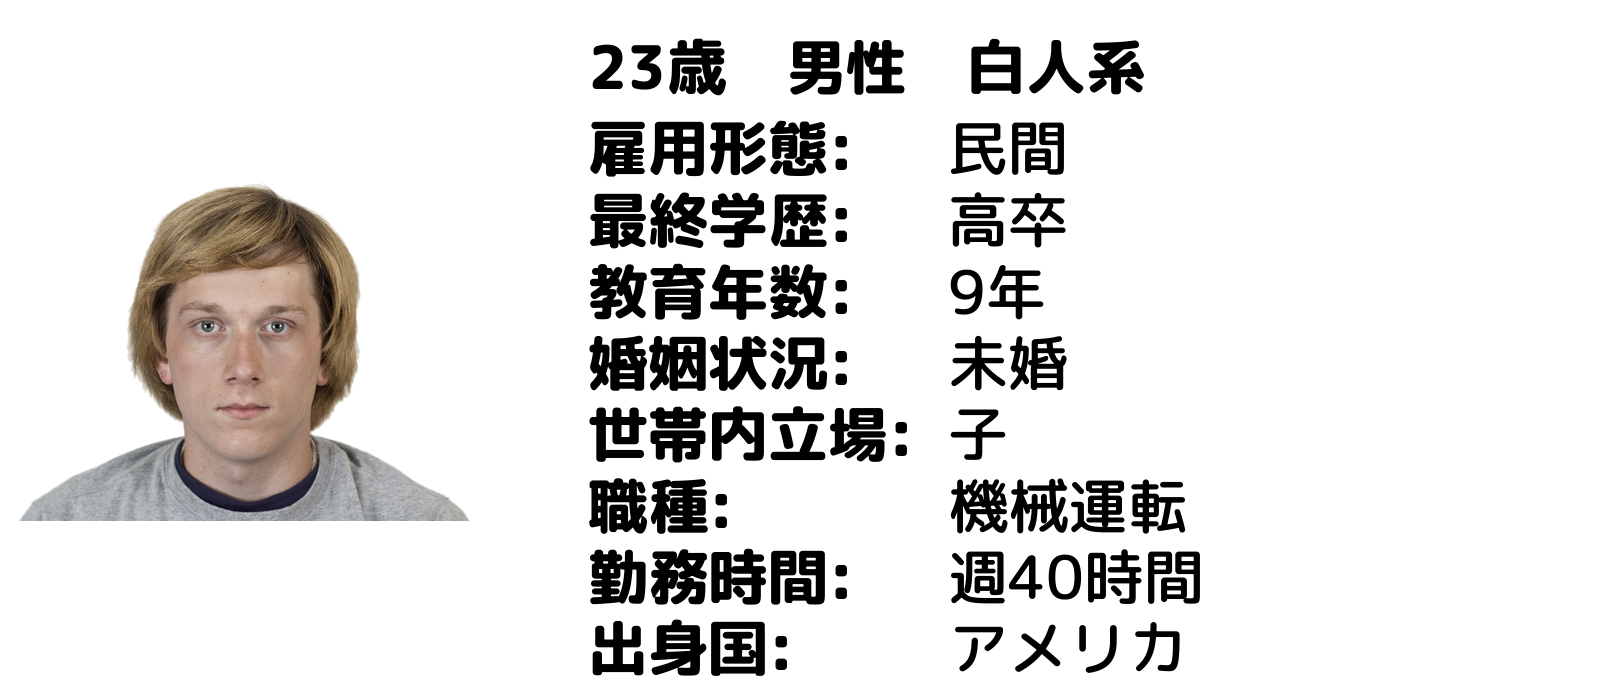 23歳　男性　白人系
雇用形態:　民間
最終学歴:　高卒
教育年数:　9年
婚姻状況:　未婚
世帯内立場:　子
職種:　機械運転
勤務時間:　週40時間
出身国:　アメリカ